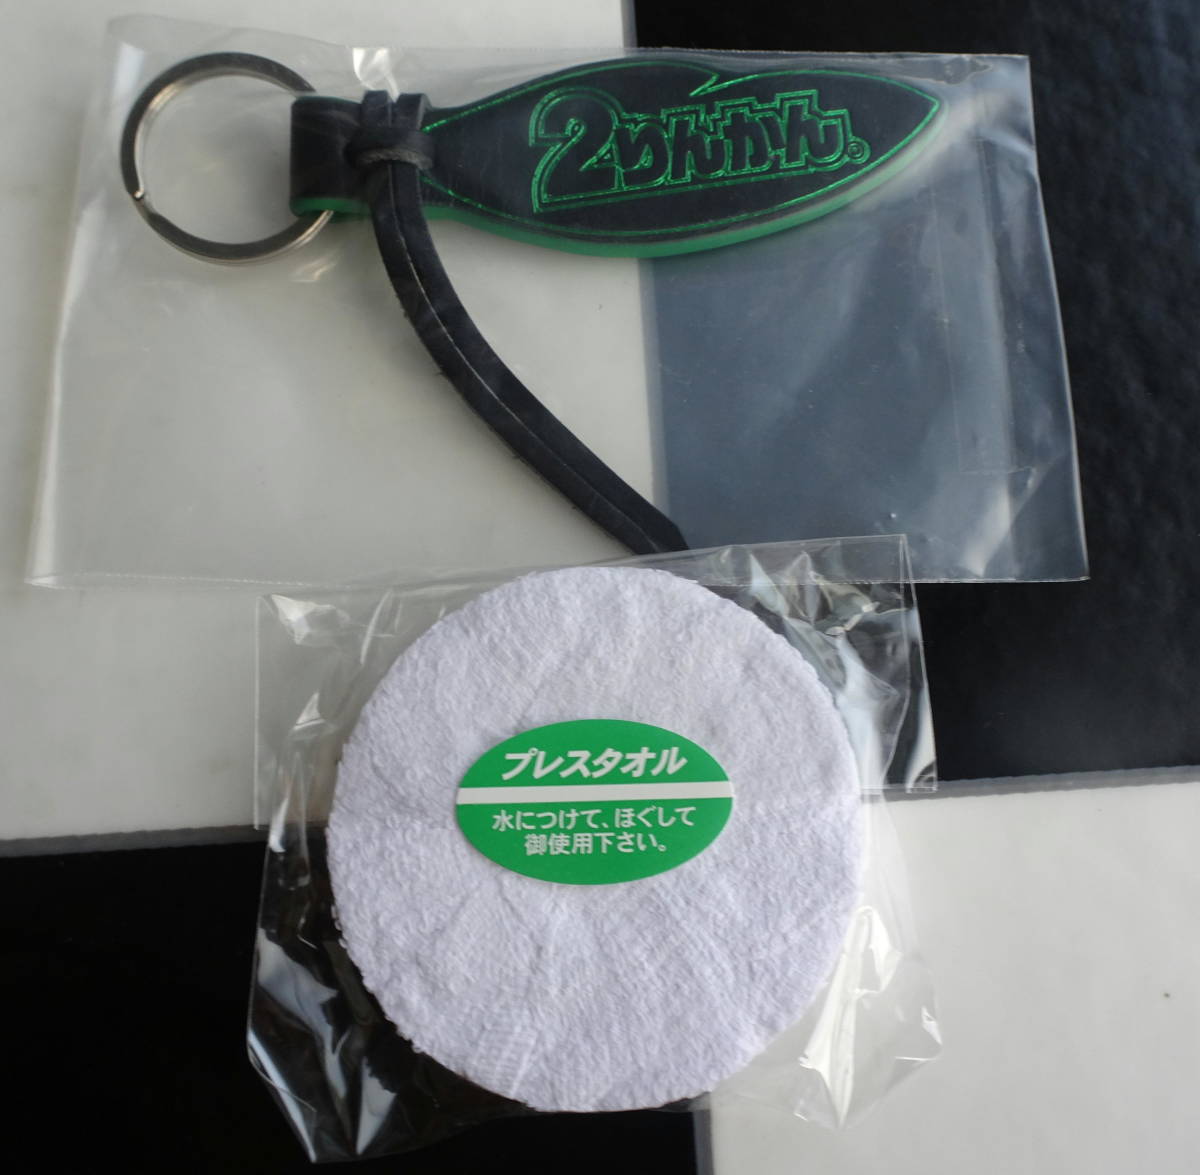 2りんかん®
プレスタオル
水につけて、ほぐして
御使用下さい。